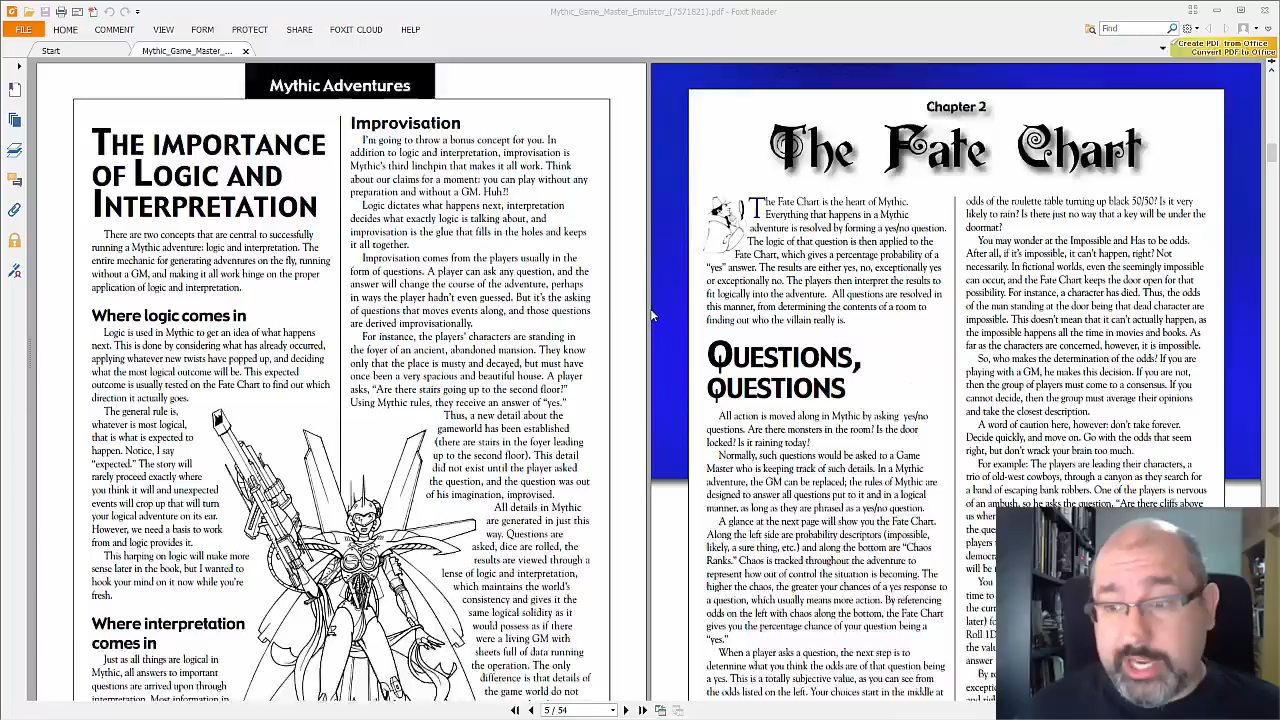 Mythic_Game_Master_Emulator_(7571821).pdf - Foxit Reader
FILE
HOME
COMMENT
VIEW
FORM
PROTECT
SHARE
FOXIT CLOUD
HELP
Find
Create PDF from Office
Convert PDF to Office
Start
Mythic_Game_Master_...
Mythic Adventures
THE IMPORTANCE
OF LOGIC AND
INTERPRETATION
There are two concepts that are central to successfully
running a Mythic adventure: logic and interpretation. The
entire mechanic for generating adventures on the fly, running
without a GM, and making it all work hinge on the proper
application of logic and interpretation.
Where logic comes in
Logic is used in Mythic to get an idea of what happens
next. This is done by considering what has already occurred,
applying whatever new twists have popped up, and deciding
what the most logical outcome will be. This expected
outcome is usually tested on the Fate Chart to find out which
direction it actually goes.
The general rule is,
whatever is most logical,
that is what is expected to
happen. Notice, I say
“expected.” The story will
rarely proceed exactly where
you think it will and unexpected
events will crop up that will turn
your logical adventure on its ear.
However, we need a basis to work
from and logic provides it.
This harping on logic will make more
sense later in the book, but I wanted to
hook your mind on it now while you're
fresh.
Where interpretation
comes in
Just as all things are logical in
Mythic, all answers to important
questions are arrived upon through
interpretation. Most information in
Improvisation
I'm going to throw a bonus concept for you. In
addition to logic and interpretation, improvisation is
Mythic's third linchpin that makes it all work. Think
about our claims for a moment: you can play without any
preparation and without a GM. Huh?!
Logic dictates what happens next, interpretation
decides what exactly logic is talking about, and
improvisation is the glue that fills in the holes and keeps
it all together.
Improvisation comes from the players usually in the
form of questions. A player can ask any question, and the
answer will change the course of the adventure, perhaps
in ways the player hadn't even guessed. But it's the asking
of questions that moves events along, and those questions
are derived improvisationally.
For instance, the players' characters are standing in
the foyer of an ancient, abandoned mansion. They know
only that the place is musty and decayed, but must have
once been a very spacious and beautiful house. A player
asks, “Are there stairs going up to the second floor?”
Using Mythic rules, they receive an answer of “yes.”
Thus, a new detail about the
gameworld has been established
(there are stairs in the foyer leading
up to the second floor). This detail
did not exist until the player asked
the question, and the question was out
of his imagination, improvised.
All details in Mythic
are generated in just this
way. Questions are
asked, dice are rolled, the
results are viewed through a
lense of logic and interpretation,
which maintains the world's
consistency and gives it the
same logical solidity as it
would possess as if there
were a living GM with
sheets full of data running
the operation. The only
difference is that details of
the game world do not
Chapter 2
The Fate Chart
The Fate Chart is the heart of Mythic.
Everything that happens in a Mythic
adventure is resolved by forming a yes/no question.
The logic of that question is then applied to the
Fate Chart, which gives a percentage probability of a
“yes” answer. The results are either yes, no, exceptionally yes
or exceptionally no. The players then interpret the results to
fit logically into the adventure. All questions are resolved in
this manner, from determining the contents of a room to
finding out who the villain really is.
QUESTIONS,
QUESTIONS
All action is moved along in Mythic by asking yes/no
questions. Are there monsters in the room? Is the door
locked? Is it raining today?
Normally, such questions would be asked to a Game
Master who is keeping track of such details. In a Mythic
adventure, the GM can be replaced; the rules of Mythic are
designed to answer all questions put to it and in a logical
manner, as long as they are phrased as a yes/no question.
A glance at the next page will show you the Fate Chart.
Along the left side are probability descriptors (impossible,
likely, a sure thing, etc.) and along the bottom are “Chaos
Ranks.” Chaos is tracked throughout the adventure to
represent how out of control the situation is becoming. The
higher the chaos, the greater your chances of a yes response to
a question, which usually means more action. By referencing
odds on the left with chaos along the bottom, the Fate Chart
gives you the percentage chance of your question being a
“yes.”
When a player asks a question, the next step is to
determine what you think the odds are of that question being
a yes. This is a totally subjective value, as you can see from
the odds listed on the left. Your choices start in the middle at
odds of the roulette table turning up black 50/50? Is it very
likely to rain? Is there just no way that a key will be under the
doormat?
You may wonder at the Impossible and Has to be odds.
After all, if it's impossible, it can't happen, right? Not
necessarily. In fictional worlds, even the seemingly impossible
can occur, and the Fate Chart keeps the door open for that
possibility. For instance, a character has died. Thus, the odds
of the man standing at the door being that dead character are
impossible. This doesn't mean that it can't actually happen, as
the impossible happens all the time in movies and books. As
far as the characters are concerned, however, it is impossible.
So, who makes the determination of the odds? If you are
playing with a GM, he makes this decision. If you are not,
then the group of players must come to a consensus. If you
cannot decide, then the group must average their opinions
and take the closest description.
A word of caution here, however: don't take forever.
Decide quickly, and move on. Go with the odds that seem
right, but don't wrack your brain too much.
For example: The players are leading their characters, a
trio of old-west cowboys, through a canyon as they search for
a band of escaping bank robbers. One of the players is nervous
of an ambush, so he asks the question, “Are there cliffs above
us
the
players
democ
You
time to
the cur
later)
Roll 1D
the
answer
By
exceptio
and
5 / 54